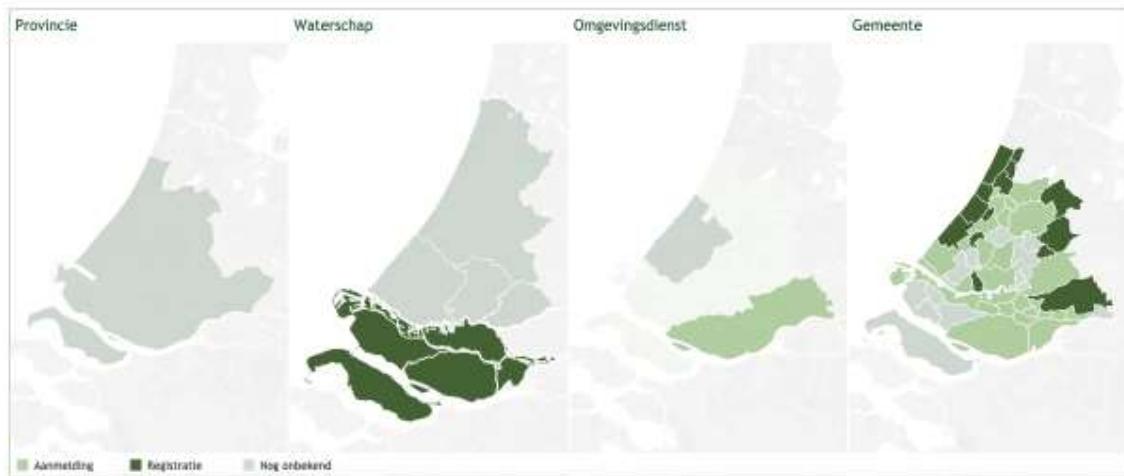 Provincie
Waterschap
Omgevingsdienst
Gemeente
Aanmelding
Registratie
Nog onbekend